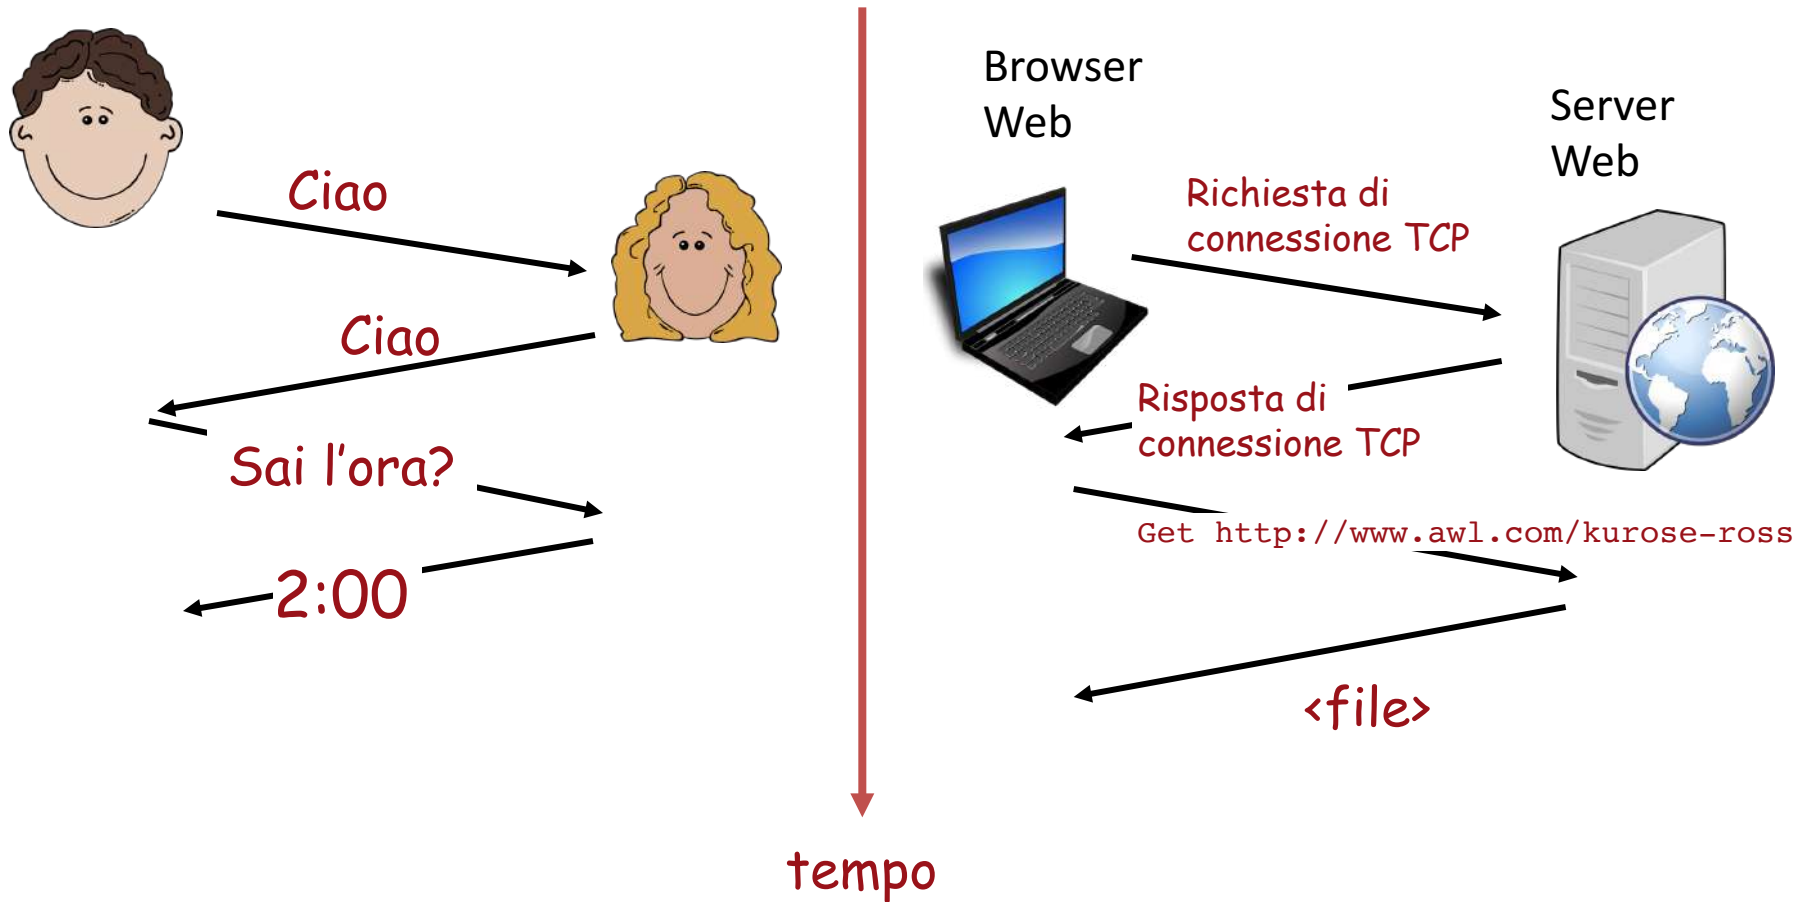 Ciao
Ciao
Sai l'ora?
2:00
tempo
Browser
Web
Server
Web
Richiesta di
connessione TCP
Risposta di
connessione TCP
Get http://www.awl.com/kurose-ross
<file>